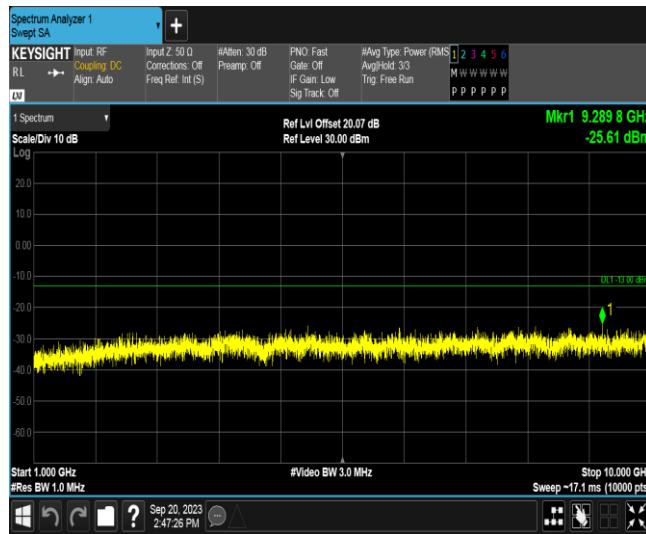 Spectrum Analyzer 1
Swept SA
+
KEYSIGHT
RL
LXI
Input: RF
Coupling: DC
Align: Auto
Input Z: 50 Ω
Corrections: Off
Freq Ref: Int (S)
#Atten: 30 dB
Preamp: Off
PNO: Fast
Gate: Off
IF Gain: Low
Sig Track: Off
#Avg Type: Power (RMS
Avg|Hold: 3/3
Trig: Free Run
1 2 3 4 5 6
M W W W W W
P P P P P P
1 Spectrum
Scale/Div 10 dB
Log
Ref Lvl Offset 20.07 dB
Ref Level 30.00 dBm
Mkr1 9.289 8 GHz
-25.61 dBm
20.0
10.0
0.00
-10.0
-20.0
-30.0
-40.0
-50.0
-60.0
DL1 -13.00 dBm
1
Start 1.000 GHz
#Res BW 1.0 MHz
#Video BW 3.0 MHz
Stop 10.000 GHz
Sweep ~17.1 ms (10000 pts)
?
Sep 20, 2023
2:47:26 PM